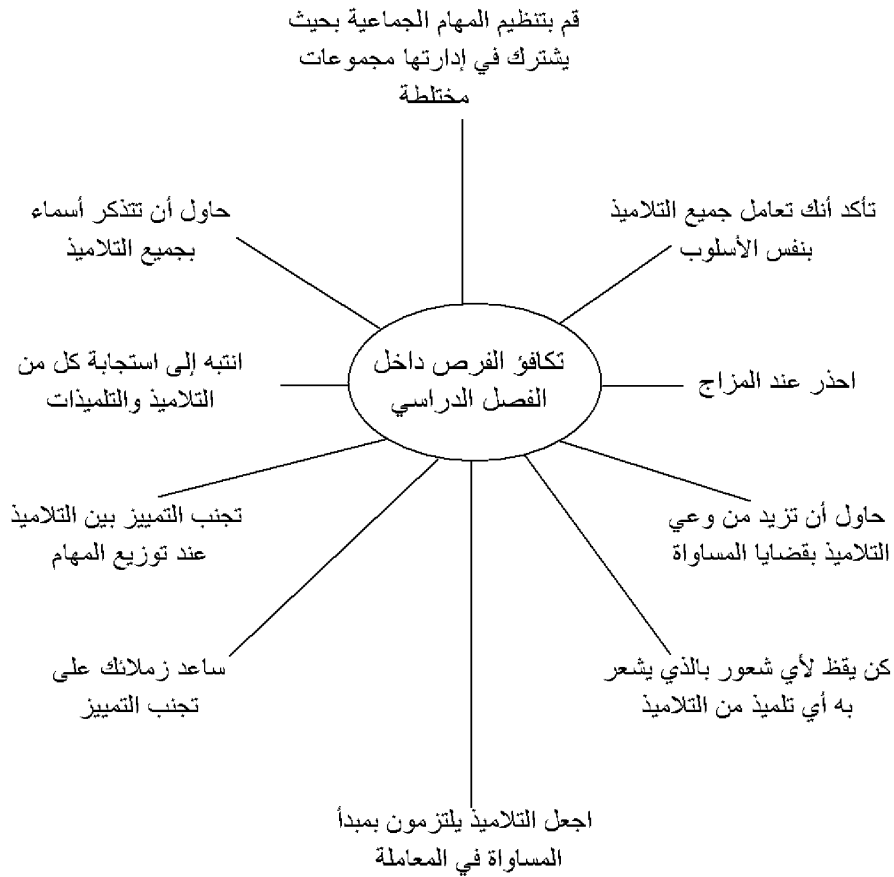 قم بتنظيم المهام الجماعية بحيث
يشترك في إدارتها مجموعات
مختلطة
تأكد أنك تعامل جميع التلاميذ
بنفس الأسلوب
حاول أن تتذكر أسماء
بجميع التلاميذ
تكافؤ الفرص داخل
الفصل الدراسي
احذر عند المزاج
انتبه إلى استجابة كل من
التلاميذ والتلميذات
حاول أن تزيد من وعي
التلاميذ بقضايا المساواة
تجنب التمييز بين التلاميذ
عند توزيع المهام
كن يقظ لأي شعور بالذي يشعر
به أي تلميذ من التلاميذ
ساعد زملائك على
تجنب التمييز
اجعل التلاميذ يلتزمون بمبدأ
المساواة في المعاملة